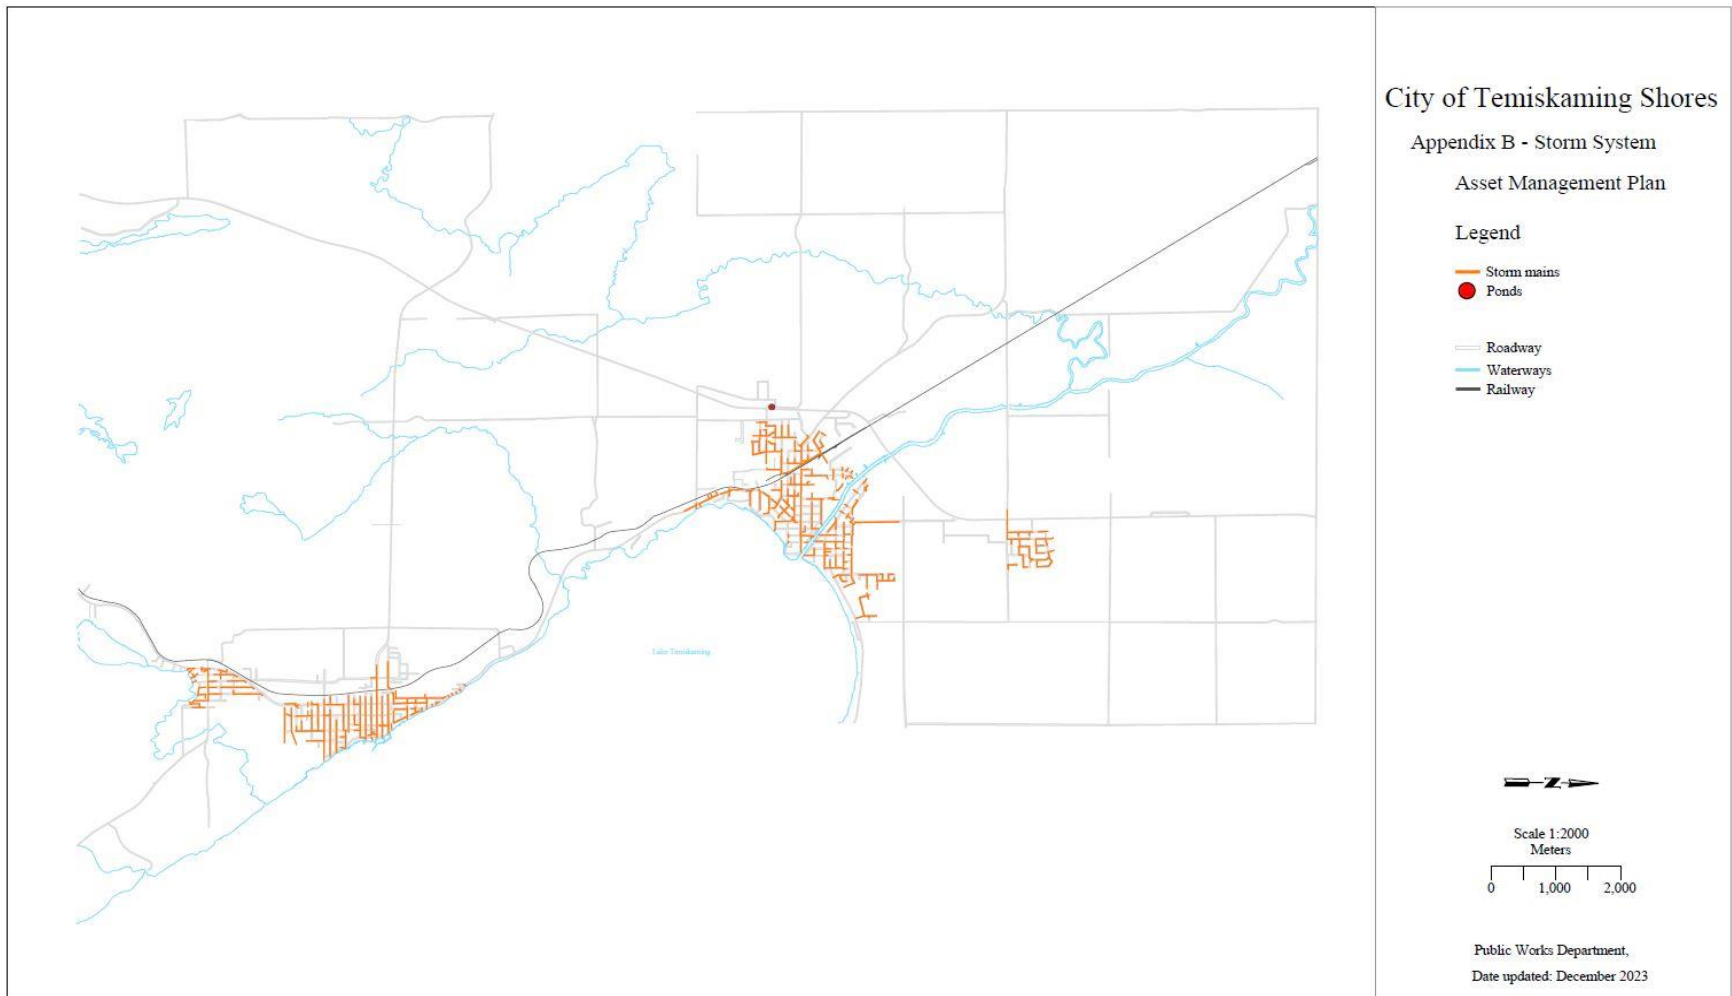 City of Temiskaming Shores
Appendix B - Storm System
Asset Management Plan
Legend
Storm mains
Ponds
Roadway
Waterways
Railway
Lake Temiskaming
N
Scale 1:2000
Meters
0 1,000 2,000
Public Works Department,
Date updated: December 2023